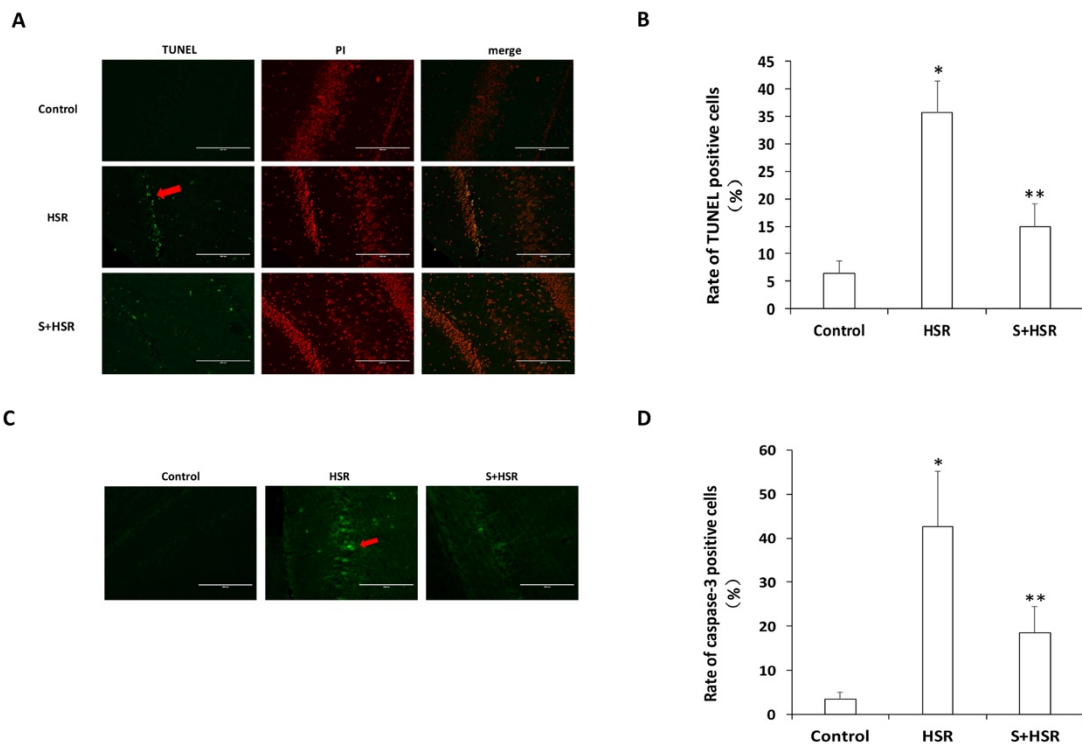 A
TUNEL PI merge
Control
HSR
S+HSR
B
Rate of TUNEL positive cells
(%)
45
40
35
30
25
20
15
10
5
0
*
**
Control HSR S+HSR
C
Control HSR S+HSR
D
Rate of caspase-3 positive cells
(%)
60
50
40
30
20
10
0
*
**
Control HSR S+HSR